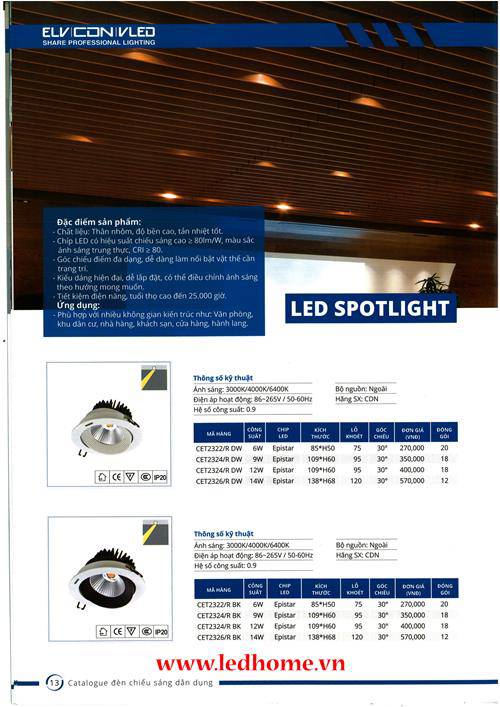 ELV|CDN|VLED
SHARE PROFESSIONAL LIGHTING
Đặc điểm sản phẩm:
- Chất liệu: Thân nhôm, độ bền cao, tản nhiệt tốt.
- Chip LED có hiệu suất chiếu sáng cao ≥ 80lm/W, màu sắc
ánh sáng trung thực, CRI ≥ 80.
- Góc chiếu điểm đa dạng, dễ dàng làm nổi bật vật thể cần
trang trí.
- Kiểu dáng hiện đại, dễ lắp đặt, có thể điều chỉnh ánh sáng
theo hướng mong muốn.
- Tiết kiệm điện năng, tuổi thọ cao đến 25,000 giờ.
Ứng dụng:
- Phù hợp với nhiều không gian kiến trúc như: Văn phòng,
khu dân cư, nhà hàng, khách sạn, cửa hàng, hành lang.
LED SPOTLIGHT
Thông số kỹ thuật
Ánh sáng: 3000K/4000K/6400K Bộ nguồn: Ngoài
Điện áp hoạt động: 86~265V / 50-60Hz Hãng SX: CDN
Hệ số công suất: 0.9
MÃ HÀNG CÔNG SUẤT CHIP LED KÍCH THƯỚC LỖ KHOÉT GÓC CHIẾU ĐƠN GIÁ (VNĐ) ĐÓNG GÓI
CET2322/R DW 6W Epistar 85*H50 75 30° 270,000 20
CET2324/R DW 9W Epistar 109*H60 95 30° 350,000 18
CET2324/R DW 12W Epistar 109*H60 95 30° 400,000 18
CET2326/R DW 14W Epistar 138*H68 120 30° 570,000 12
CE IP20
Thông số kỹ thuật
Ánh sáng: 3000K/4000K/6400K Bộ nguồn: Ngoài
Điện áp hoạt động: 86~265V / 50-60Hz Hãng SX: CDN
Hệ số công suất: 0.9
MÃ HÀNG CÔNG SUẤT CHIP LED KÍCH THƯỚC LỖ KHOÉT GÓC CHIẾU ĐƠN GIÁ (VNĐ) ĐÓNG GÓI
CET2322/R BK 6W Epistar 85*H50 75 30° 270,000 20
CET2324/R BK 9W Epistar 109*H60 95 30° 350,000 18
CET2324/R BK 12W Epistar 109*H60 95 30° 400,000 18
CET2326/R BK 14W Epistar 138*H68 120 30° 570,000 12
CE IP20
www.ledhome.vn
13 Catalogue đèn chiếu sáng dân dụng